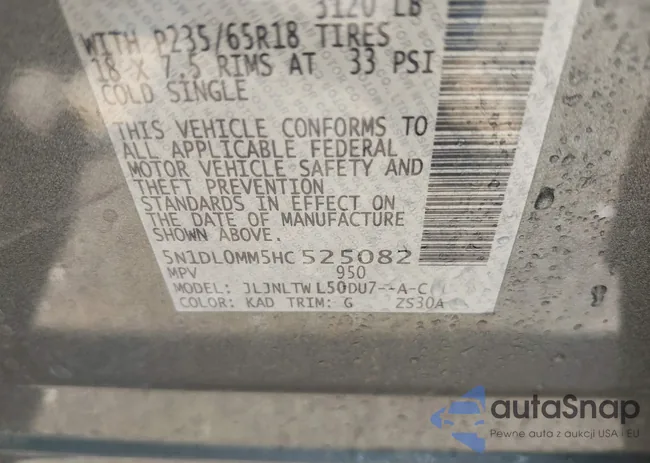 3120 LB
WITH P235/65R18 TIRES
18 X 7.5 RIMS AT 33 PSI
COLD SINGLE
THIS VEHICLE CONFORMS TO
ALL APPLICABLE FEDERAL
MOTOR VEHICLE SAFETY AND
THEFT PREVENTION
STANDARDS IN EFFECT ON
THE DATE OF MANUFACTURE
SHOWN ABOVE.
5N1DL0MM5HC525082
MPV 950
MODEL: JLJNLTWL50DU7--A-C
COLOR: KAD TRIM: G ZS30A
autaSnap
Pewne auta z aukcji USA i EU